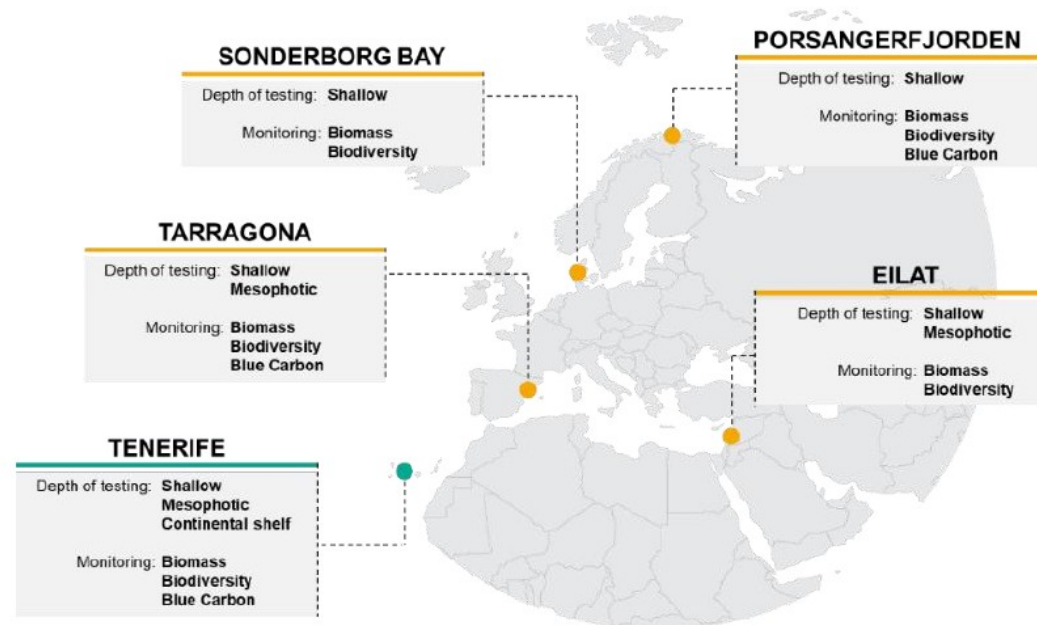 SONDERBORG BAY
Depth of testing: Shallow
Monitoring: Biomass
Biodiversity
PORSANGERFJORDEN
Depth of testing: Shallow
Monitoring: Biomass
Biodiversity
Blue Carbon
TARRAGONA
Depth of testing: Shallow
Mesophotic
Monitoring: Biomass
Biodiversity
Blue Carbon
EILAT
Depth of testing: Shallow
Mesophotic
Monitoring: Biomass
Biodiversity
TENERIFE
Depth of testing: Shallow
Mesophotic
Continental shelf
Monitoring: Biomass
Biodiversity
Blue Carbon